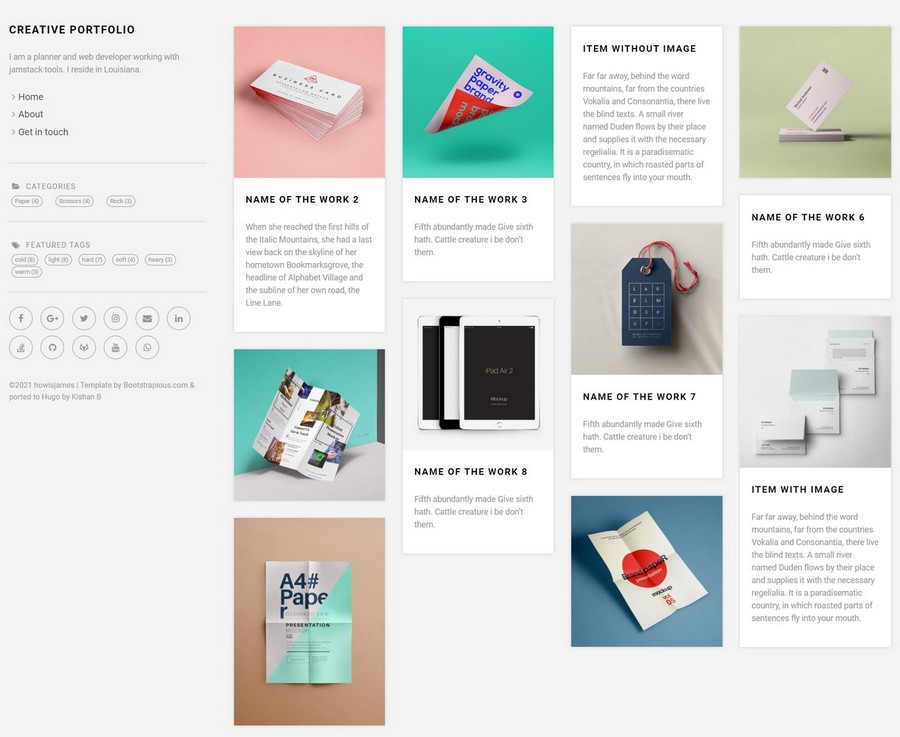 CREATIVE PORTFOLIO
I am a planner and web developer working with
jamstack tools. I reside in Louisiana.
Home
About
Get in touch
CATEGORIES
Paper (4)
Scissors (4)
Rock (3)
FEATURED TAGS
cold (8)
light (8)
hard (7)
soft (4)
heavy (3)
warm (3)
©2021 howisjames | Template by Bootstrapious.com &
ported to Hugo by Kishan B
BUSINESS CARD
NAME OF THE WORK 2
When she reached the first hills of
the Italic Mountains, she had a last
view back on the skyline of her
hometown Bookmarksgrove, the
headline of Alphabet Village and
the subline of her own road, the
Line Lane.
A4#
Pape
r
OVERHEAD VIEW
PRESENTATION
MOCKUP
gravity
paper
brand
NAME OF THE WORK 3
Fifth abundantly made Give sixth
hath. Cattle creature i be don't
them.
iPad Air 2
Mockup
NAME OF THE WORK 8
Fifth abundantly made Give sixth
hath. Cattle creature i be don't
them.
ITEM WITHOUT IMAGE
Far far away, behind the word
mountains, far from the countries
Vokalia and Consonantia, there live
the blind texts. A small river
named Duden flows by their place
and supplies it with the necessary
regelialia. It is a paradisematic
country, in which roasted parts of
sentences fly into your mouth.
LAB
ELM
OCK
UP
NAME OF THE WORK 7
Fifth abundantly made Give sixth
hath. Cattle creature i be don't
them.
Brand papeR
mockup
vol
05
NAME OF THE WORK 6
Fifth abundantly made Give sixth
hath. Cattle creature i be don't
them.
ITEM WITH IMAGE
Far far away, behind the word
mountains, far from the countries
Vokalia and Consonantia, there live
the blind texts. A small river
named Duden flows by their place
and supplies it with the necessary
regelialia. It is a paradisematic
country, in which roasted parts of
sentences fly into your mouth.